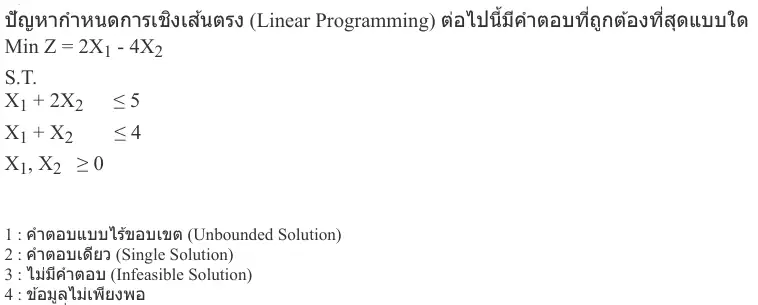 ปัญหากำหนดการเชิงเส้นตรง (Linear Programming) ต่อไปนี้มีคำตอบที่ถูกต้องที่สุดแบบใด
Min Z = 2X1 - 4X2
S.T.
X1 + 2X2 ≤ 5
X1 + X2 ≤ 4
X1, X2 ≥ 0
1 : คำตอบแบบไร้ขอบเขต (Unbounded Solution)
2 : คำตอบเดียว (Single Solution)
3 : ไม่มีคำตอบ (Infeasible Solution)
4 : ข้อมูลไม่เพียงพอ